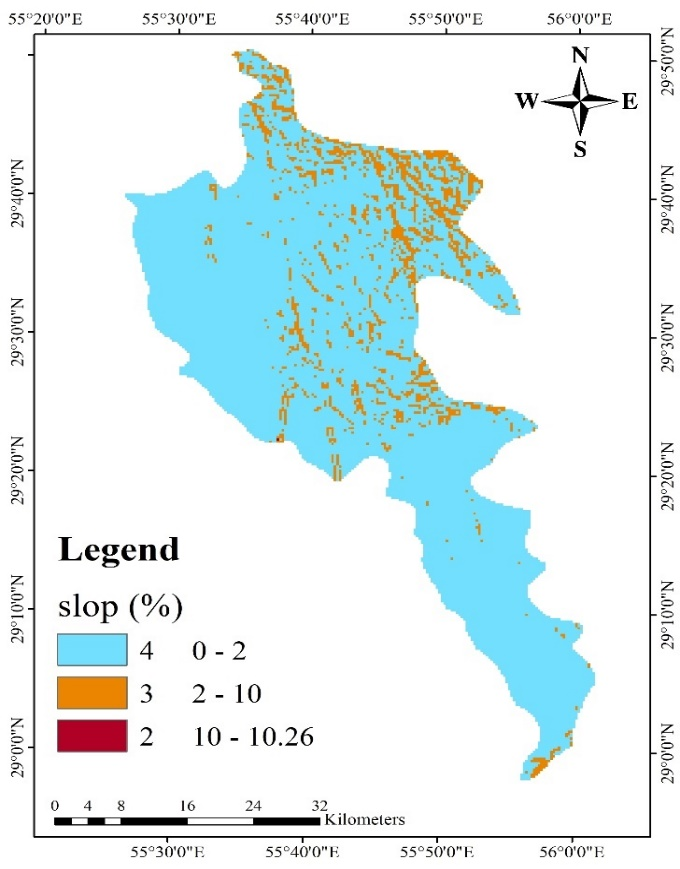 55°20'0"E 55°30'0"E 55°40'0"E 55°50'0"E 56°0'0"E
N
W E
S
29°50'0"N
29°40'0"N 29°40'0"N
29°30'0"N 29°30'0"N
29°20'0"N 29°20'0"N
29°10'0"N 29°10'0"N
29°0'0"N 29°0'0"N
Legend
slop (%)
4 0 - 2
3 2 - 10
2 10 - 10.26
0 4 8 16 24 32
Kilometers
55°30'0"E 55°40'0"E 55°50'0"E 56°0'0"E